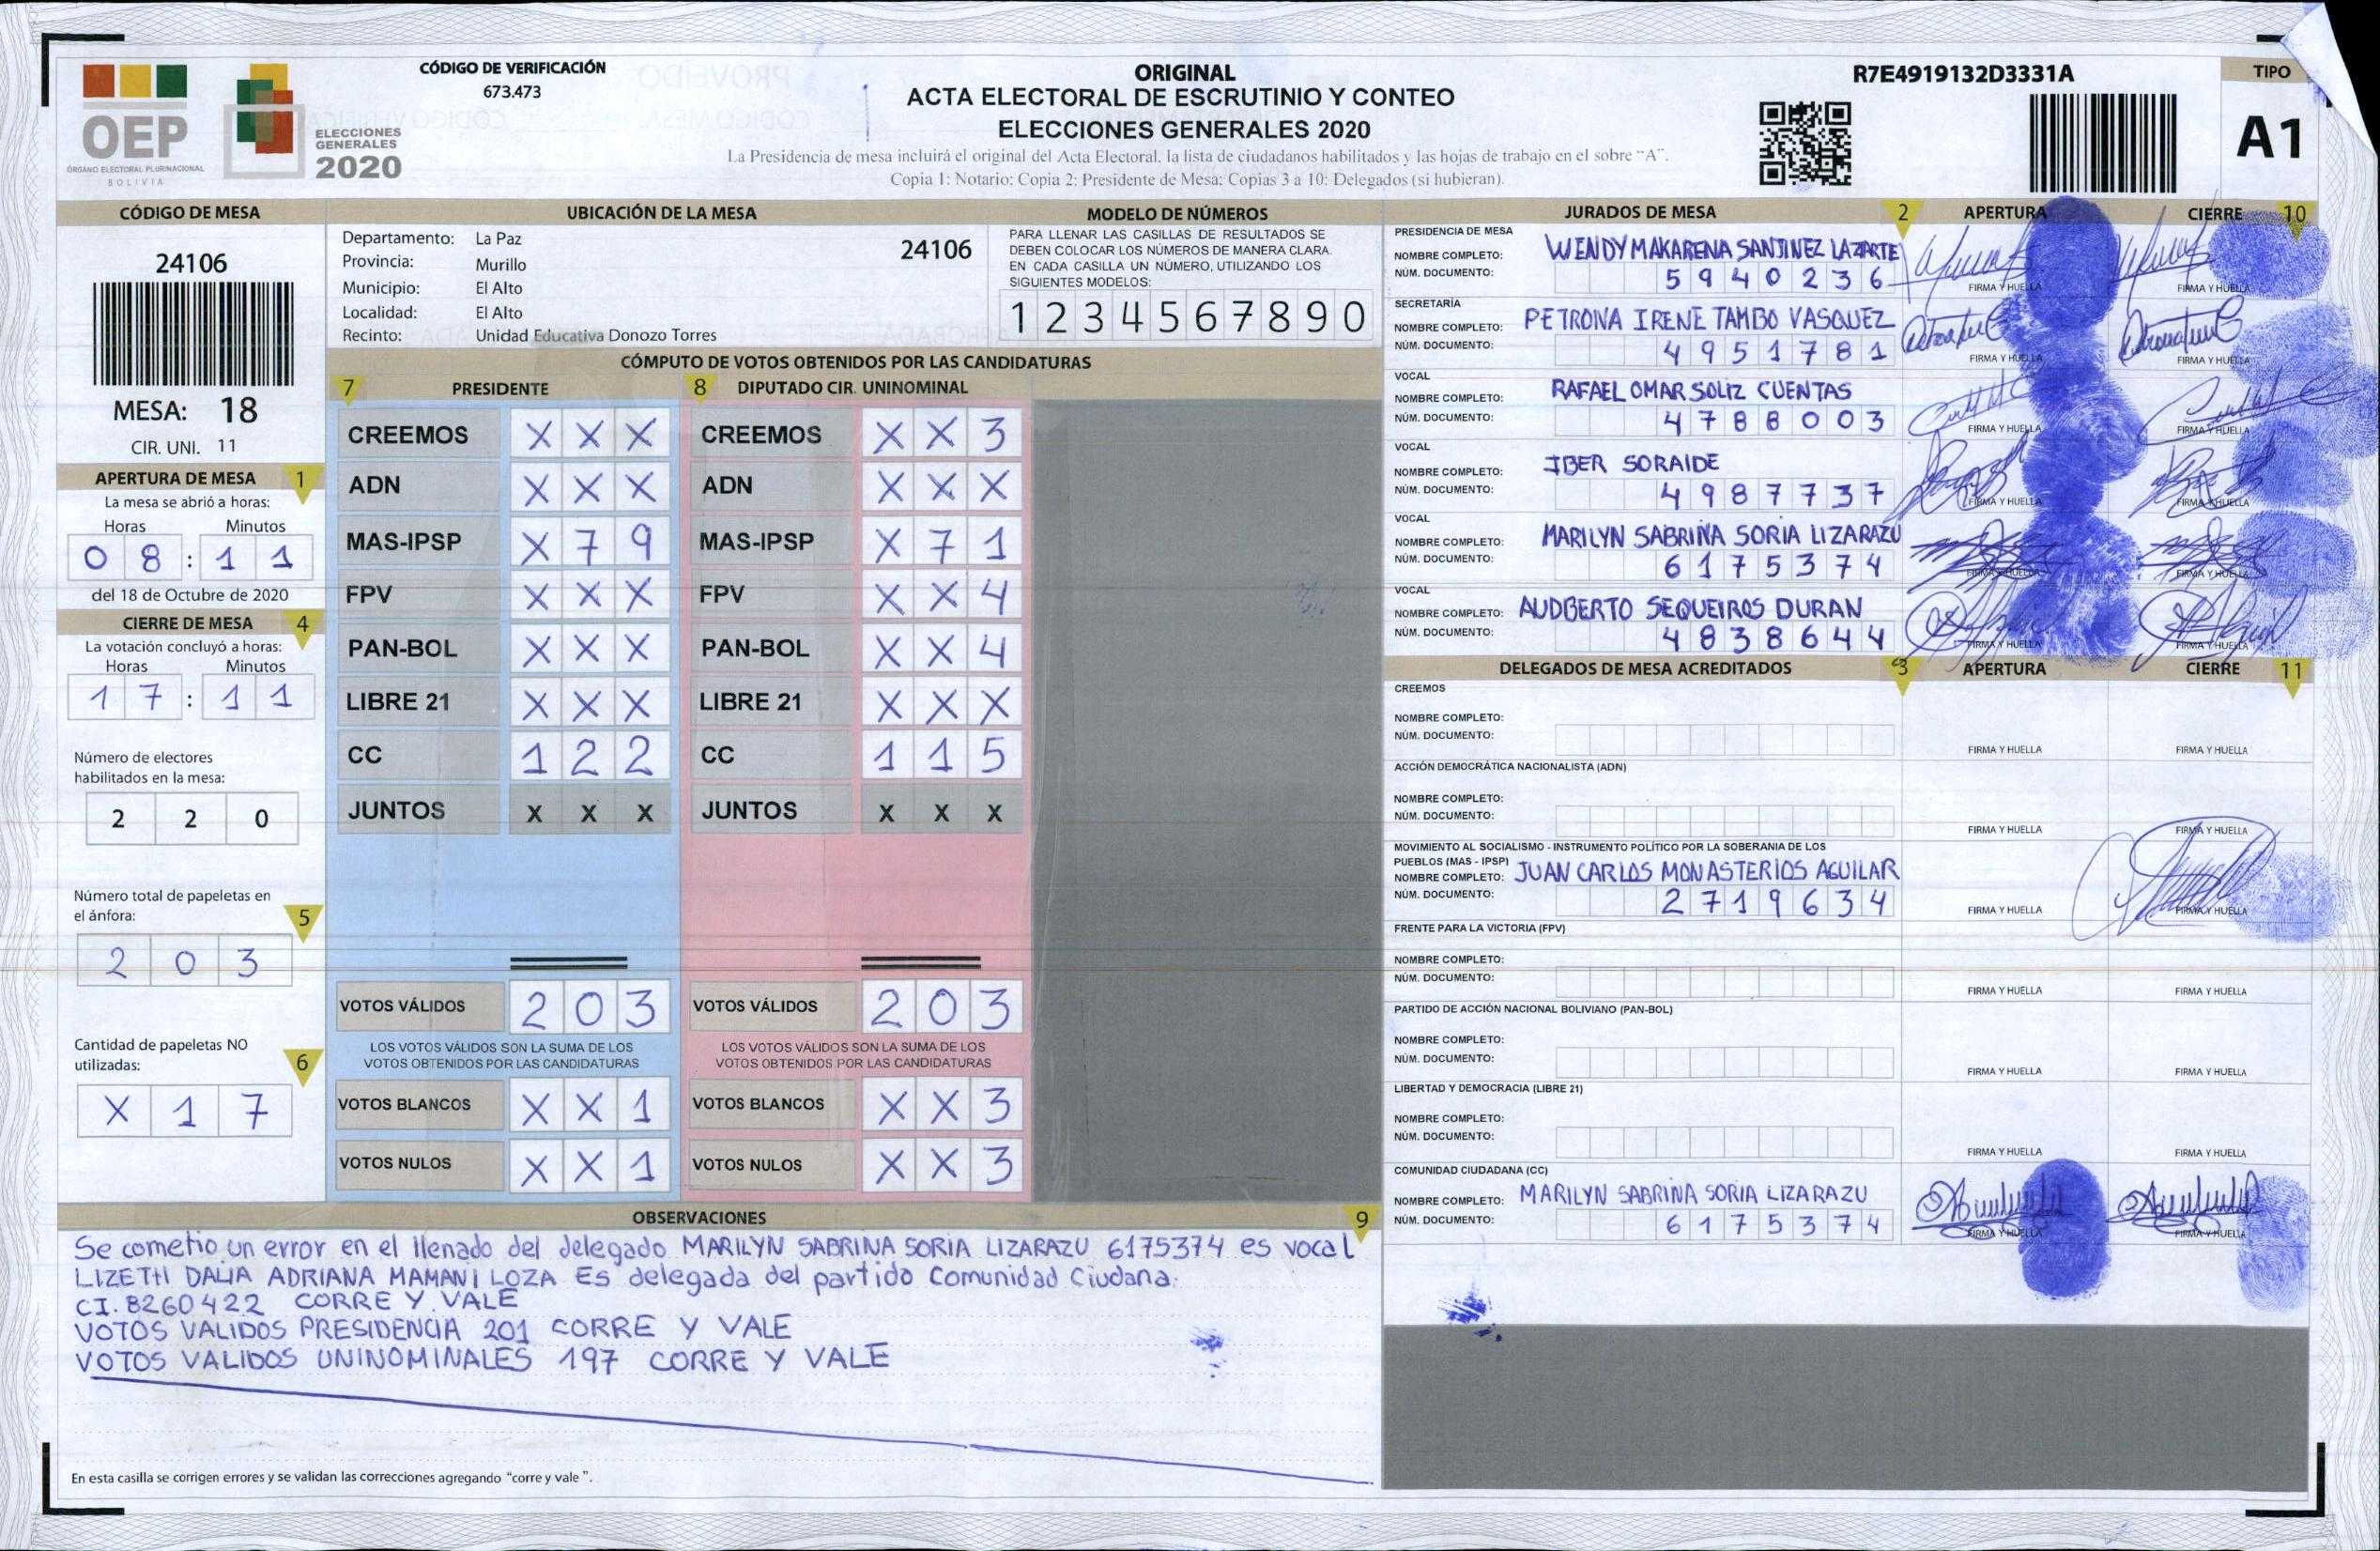 OEP
ÓRGANO ELECTORAL PLURINACIONAL
BOLIVIA
ELECCIONES
GENERALES
2020
CÓDIGO DE VERIFICACIÓN
673.473
ORIGINAL
ACTA ELECTORAL DE ESCRUTINIO Y CONTEO
ELECCIONES GENERALES 2020
La Presidencia de mesa incluirá el original del Acta Electoral, la lista de ciudadanos habilitados y las hojas de trabajo en el sobre "A".
Copia 1: Notario; Copia 2: Presidente de Mesa; Copias 3 a 10: Delegados (si hubieran).
R7E4919132D3331A
TIPO
A1
CÓDIGO DE MESA
24106
MESA: 18
CIR. UNI. 11
APERTURA DE MESA 1
La mesa se abrió a horas:
Horas Minutos
0 8 : 1 1
del 18 de Octubre de 2020
CIERRE DE MESA 4
La votación concluyó a horas:
Horas Minutos
1 7 : 1 1
Número de electores
habilitados en la mesa:
2 2 0
Número total de papeletas en
el ánfora: 5
2 0 3
Cantidad de papeletas NO
utilizadas: 6
X 1 7
UBICACIÓN DE LA MESA
Departamento: La Paz
24106
Provincia: Murillo
Municipio: El Alto
Localidad: El Alto
Recinto: Unidad Educativa Donozo Torres
MODELO DE NÚMEROS
PARA LLENAR LAS CASILLAS DE RESULTADOS SE
DEBEN COLOCAR LOS NÚMEROS DE MANERA CLARA.
EN CADA CASILLA UN NÚMERO, UTILIZANDO LOS
SIGUIENTES MODELOS:
1 2 3 4 5 6 7 8 9 0
CÓMPUTO DE VOTOS OBTENIDOS POR LAS CANDIDATURAS
7 PRESIDENTE 8 DIPUTADO CIR. UNINOMINAL
CREEMOS X X X CREEMOS X X 3
ADN X X X ADN X X X
MAS-IPSP X 7 9 MAS-IPSP X 7 1
FPV X X X FPV X X 4
PAN-BOL X X X PAN-BOL X X 4
LIBRE 21 X X X LIBRE 21 X X X
CC 1 2 2 CC 1 1 5
JUNTOS X X X JUNTOS X X X
VOTOS VÁLIDOS 2 0 3 VOTOS VÁLIDOS 2 0 3
LOS VOTOS VÁLIDOS SON LA SUMA DE LOS LOS VOTOS VÁLIDOS SON LA SUMA DE LOS
VOTOS OBTENIDOS POR LAS CANDIDATURAS VOTOS OBTENIDOS POR LAS CANDIDATURAS
VOTOS BLANCOS X X 1 VOTOS BLANCOS X X 3
VOTOS NULOS X X 1 VOTOS NULOS X X 3
OBSERVACIONES 9
Se cometio un error en el llenado del delegado MARILYN SABRINA SORIA LIZARAZU 6175374 es vocal
LIZETH DALIA ADRIANA MAMANI LOZA Es delegada del partido Comunidad Ciudana.
CI. 8260422 CORRE Y VALE
VOTOS VALIDOS PRESIDENCIA 201 CORRE Y VALE
VOTOS VALIDOS UNINOMINALES 197 CORRE Y VALE
En esta casilla se corrigen errores y se validan las correcciones agregando "corre y vale".
JURADOS DE MESA 2 APERTURA CIERRE 10
PRESIDENCIA DE MESA
NOMBRE COMPLETO: WENDY MAKARENA SANJINEZ LAZARTE
NÚM. DOCUMENTO: 5 9 4 0 2 3 6
FIRMA Y HUELLA FIRMA Y HUELLA
SECRETARÍA
NOMBRE COMPLETO: PETRONA IRENE TAMBO VASQUEZ
NÚM. DOCUMENTO: 4 9 5 1 7 8 1
FIRMA Y HUELLA FIRMA Y HUELLA
VOCAL
NOMBRE COMPLETO: RAFAEL OMAR SOLIZ CUENTAS
NÚM. DOCUMENTO: 4 7 8 8 0 0 3
FIRMA Y HUELLA FIRMA Y HUELLA
VOCAL
NOMBRE COMPLETO: IBER SORAIDE
NÚM. DOCUMENTO: 4 9 8 7 7 3 7
FIRMA Y HUELLA FIRMA Y HUELLA
VOCAL
NOMBRE COMPLETO: MARILYN SABRINA SORIA LIZARAZU
NÚM. DOCUMENTO: 6 1 7 5 3 7 4
FIRMA Y HUELLA FIRMA Y HUELLA
VOCAL
NOMBRE COMPLETO: AUDBERTO SEQUEIROS DURAN
NÚM. DOCUMENTO: 4 8 3 8 6 4 4
FIRMA Y HUELLA FIRMA Y HUELLA
DELEGADOS DE MESA ACREDITADOS 3 APERTURA CIERRE 11
CREEMOS
NOMBRE COMPLETO:
NÚM. DOCUMENTO:
FIRMA Y HUELLA FIRMA Y HUELLA
ACCIÓN DEMOCRÁTICA NACIONALISTA (ADN)
NOMBRE COMPLETO:
NÚM. DOCUMENTO:
FIRMA Y HUELLA FIRMA Y HUELLA
MOVIMIENTO AL SOCIALISMO - INSTRUMENTO POLÍTICO POR LA SOBERANIA DE LOS
PUEBLOS (MAS - IPSP)
NOMBRE COMPLETO: JUAN CARLOS MONASTERIOS AGUILAR
NÚM. DOCUMENTO: 2 7 1 9 6 3 4
FIRMA Y HUELLA FIRMA Y HUELLA
FRENTE PARA LA VICTORIA (FPV)
NOMBRE COMPLETO:
NÚM. DOCUMENTO:
FIRMA Y HUELLA FIRMA Y HUELLA
PARTIDO DE ACCIÓN NACIONAL BOLIVIANO (PAN-BOL)
NOMBRE COMPLETO:
NÚM. DOCUMENTO:
FIRMA Y HUELLA FIRMA Y HUELLA
LIBERTAD Y DEMOCRACIA (LIBRE 21)
NOMBRE COMPLETO:
NÚM. DOCUMENTO:
FIRMA Y HUELLA FIRMA Y HUELLA
COMUNIDAD CIUDADANA (CC)
NOMBRE COMPLETO: MARILYN SABRINA SORIA LIZARAZU
NÚM. DOCUMENTO: 6 1 7 5 3 7 4
FIRMA Y HUELLA FIRMA Y HUELLA